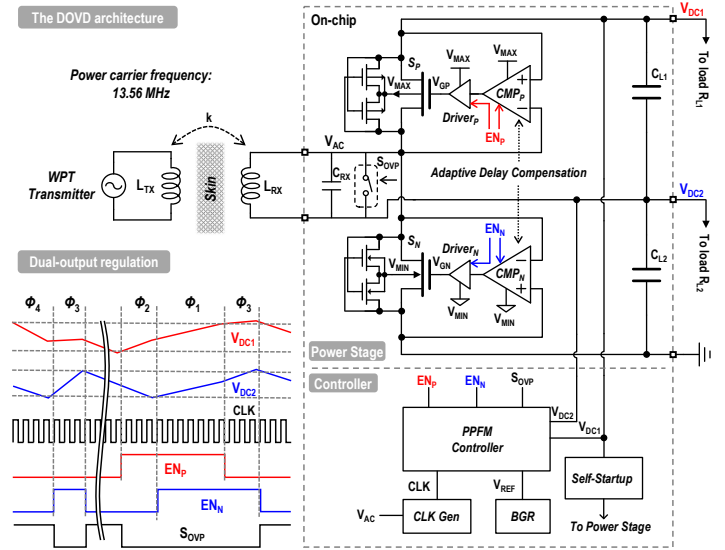 The DOVD architecture
Power carrier frequency:
13.56 MHz
k
WPT
Transmitter
L_TX
Skin
L_RX
V_AC
C_RX
S_OVP
On-chip
S_P
V_MAX
V_GP
V_MAX
V_MAX
Driver_P
CMP_P
+
−
EN_P
Adaptive Delay Compensation
S_N
V_MIN
V_GN
Driver_N
EN_N
CMP_N
−
+
V_MIN
V_MIN
Power Stage
V_DC1
To load R_L1
C_L1
V_DC2
To load R_L2
C_L2
Dual-output regulation
Φ4 Φ3 Φ2 Φ1 Φ3
V_DC1
V_DC2
CLK
EN_P
EN_N
S_OVP
Controller
EN_P
EN_N
S_OVP
V_DC2
V_DC1
PPFM
Controller
CLK
V_REF
V_AC
CLK Gen
BGR
Self-Startup
To Power Stage